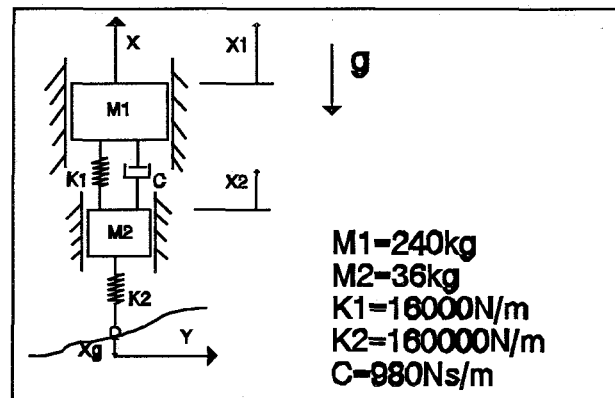 X
X1
g
M1
K1
C
X2
M2
K2
Xg
Y
M1=240kg
M2=36kg
K1=16000N/m
K2=160000N/m
C=980Ns/m